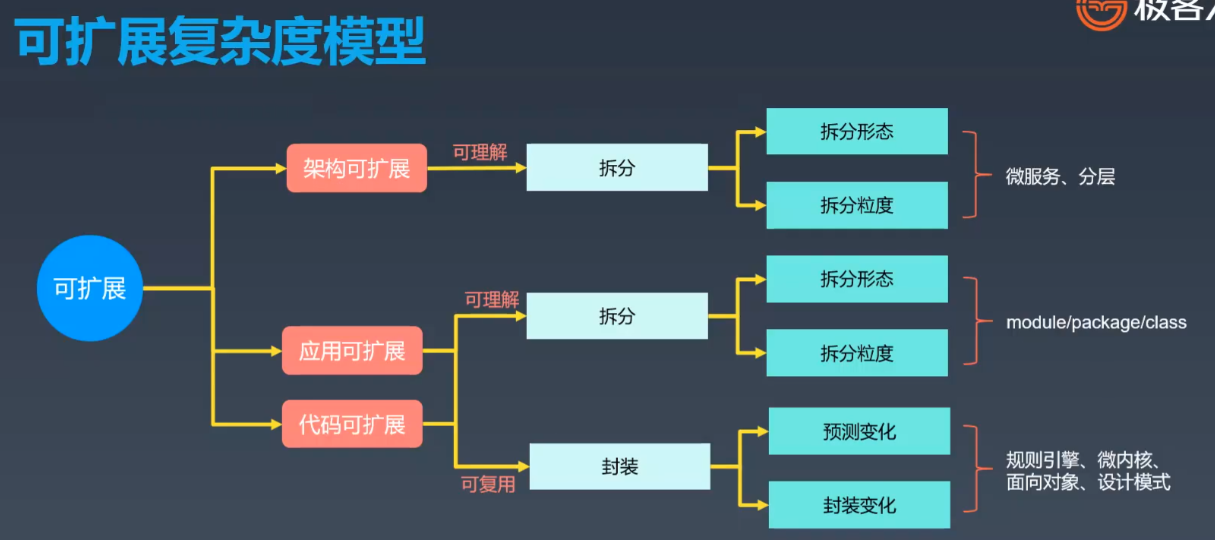 可扩展复杂度模型
极客
架构可扩展
可理解
拆分
拆分形态
拆分粒度
微服务、分层
可扩展
应用可扩展
代码可扩展
可理解
拆分
拆分形态
拆分粒度
module/package/class
可复用
封装
预测变化
封装变化
规则引擎、微内核、
面向对象、设计模式